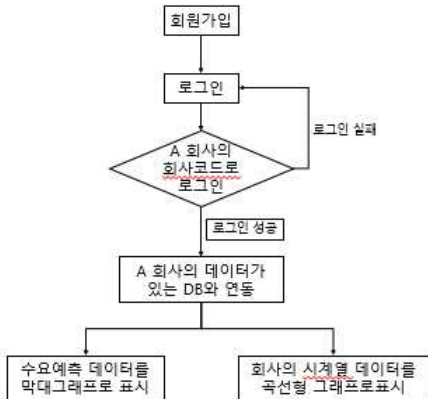 회원가입
로그인
로그인 실패
A 회사의
회사코드로
로그인
로그인 성공
A 회사의 데이터가
있는 DB와 연동
수요예측 데이터를
막대그래프로 표시
회사의 시계열 데이터를
곡선형 그래프로표시